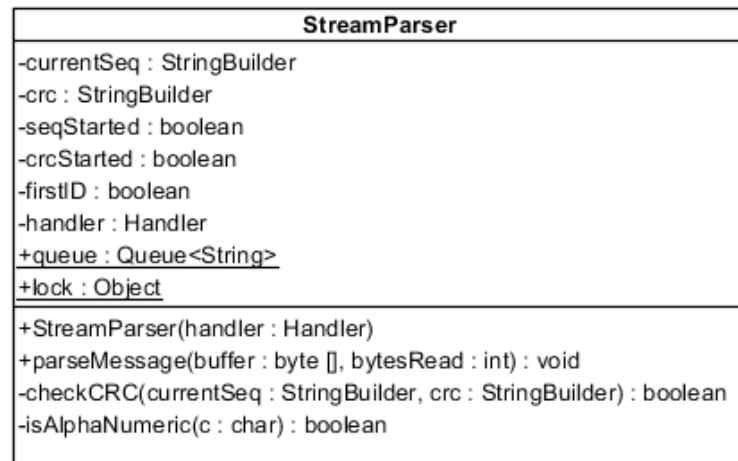 StreamParser
-currentSeq : StringBuilder
-crc : StringBuilder
-seqStarted : boolean
-crcStarted : boolean
-firstID : boolean
-handler : Handler
+queue : Queue<String>
+lock : Object
+StreamParser(handler : Handler)
+parseMessage(buffer : byte [], bytesRead : int) : void
-checkCRC(currentSeq : StringBuilder, crc : StringBuilder) : boolean
-isAlphaNumeric(c : char) : boolean